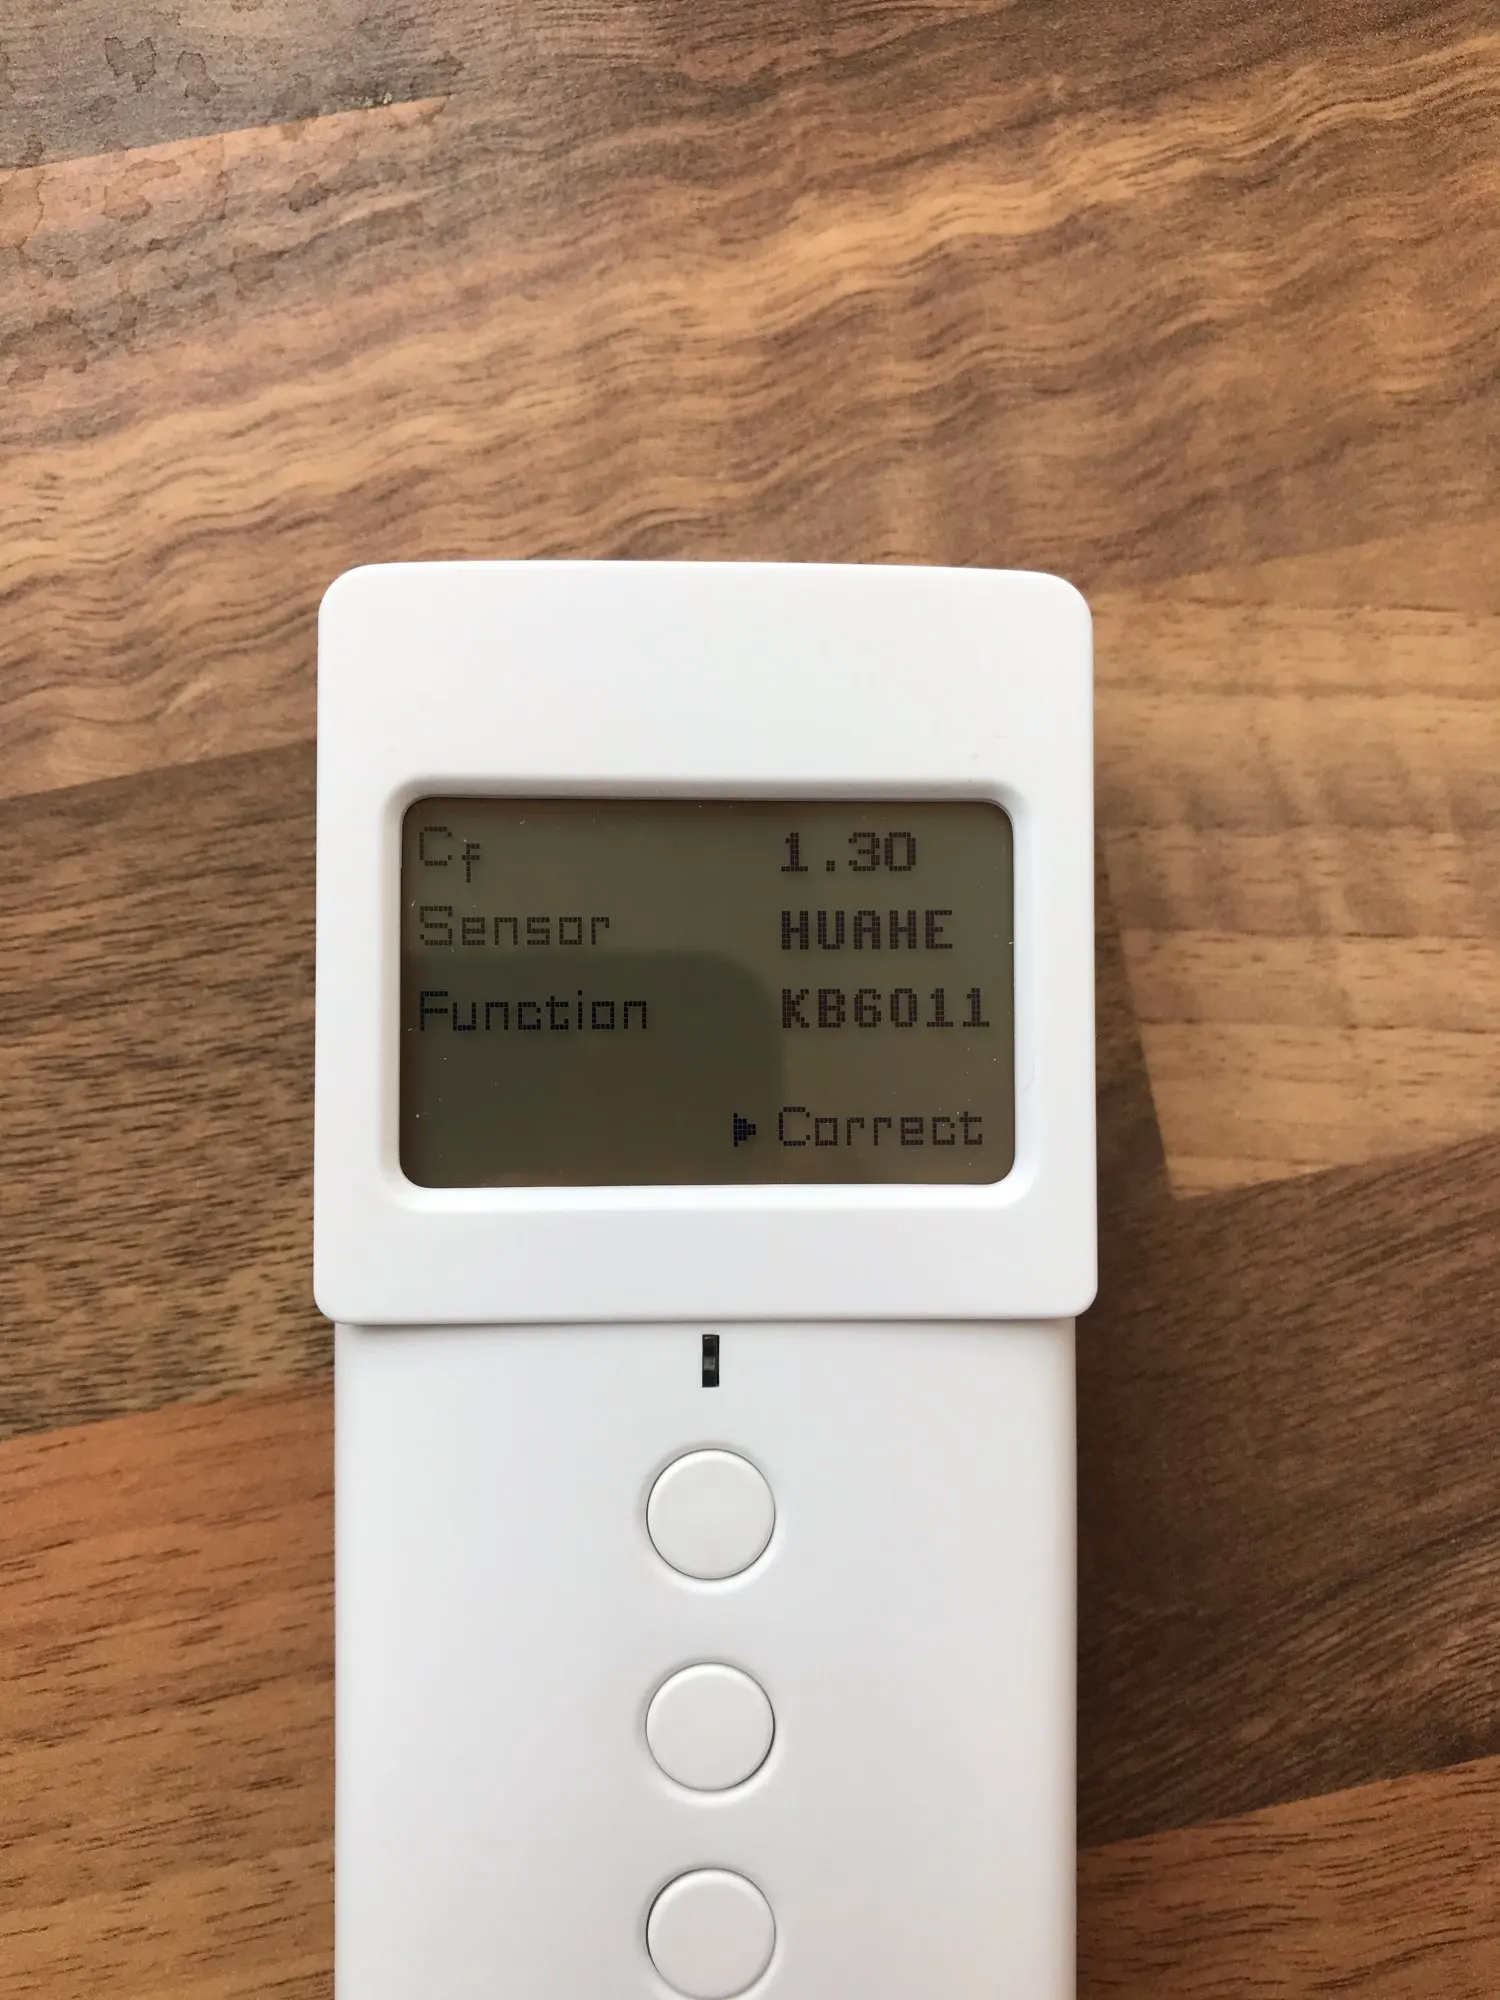 Cf 1.30
Sensor HUAHE
Function KB6011
▶Correct